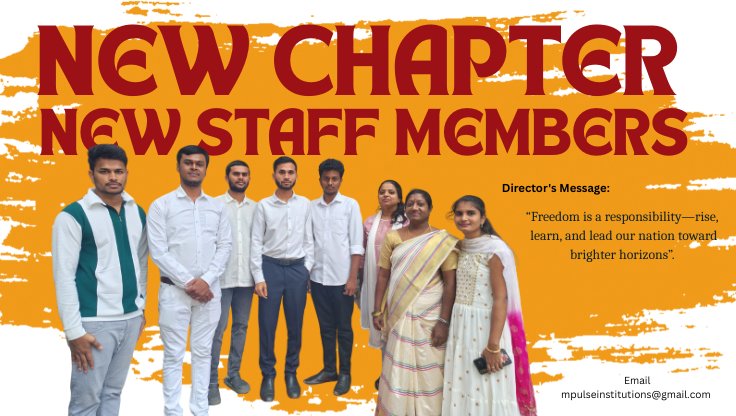 NEW CHAPTER
NEW STAFF MEMBERS
Director's Message:
“Freedom is a responsibility—rise,
learn, and lead our nation toward
brighter horizons”.
Email
mpulseinstitutions@gmail.com